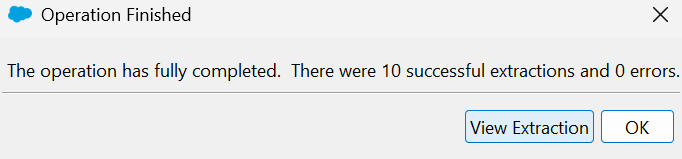 Operation Finished
The operation has fully completed.  There were 10 successful extractions and 0 errors.
View Extraction
OK